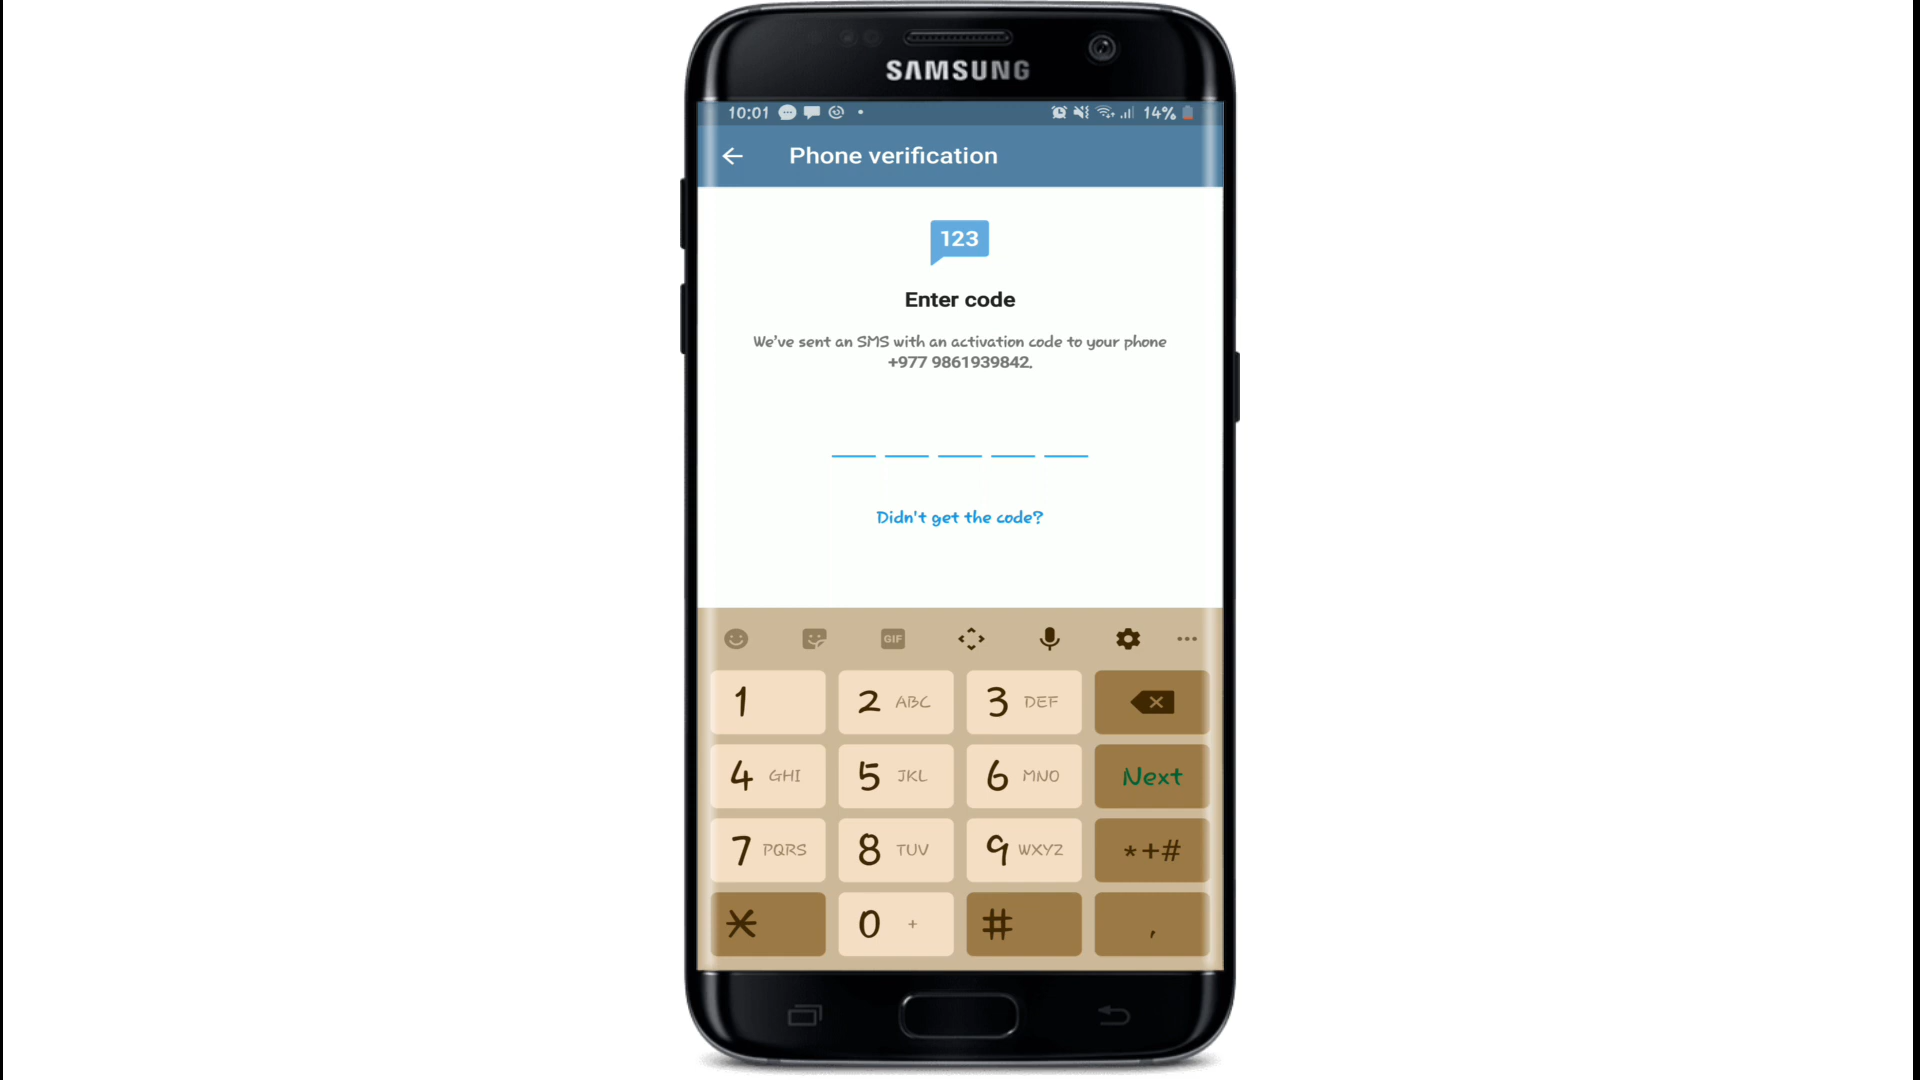 SAMSUNG
10:01 14%
Phone verification
123
Enter code
We've sent an SMS with an activation code to your phone
+977 9861939842.
Didn't get the code?
GIF
1 2 ABC 3 DEF
4 GHI 5 JKL 6 MNO Next
7 PQRS 8 TUV 9 WXYZ *+#
* 0 + # ,